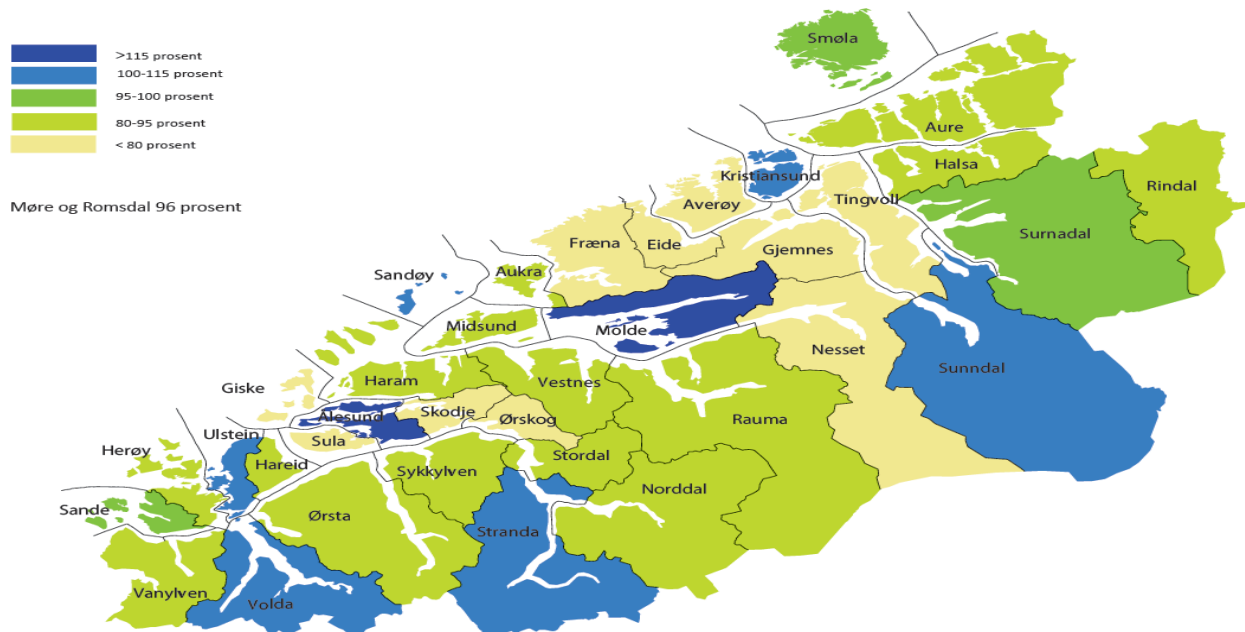 >115 prosent
100-115 prosent
95-100 prosent
80-95 prosent
< 80 prosent
Møre og Romsdal 96 prosent
Smøla
Aure
Halsa
Rindal
Kristiansund
Tingvoll
Averøy
Surnadal
Fræna
Eide
Gjemnes
Aukra
Sandøy
Midsund
Molde
Nesset
Sunndal
Giske
Haram
Vestnes
Rauma
Ålesund
Skodje
Ørskog
Sula
Ulstein
Herøy
Hareid
Sykkylven
Stordal
Norddal
Sande
Ørsta
Stranda
Vanylven
Volda